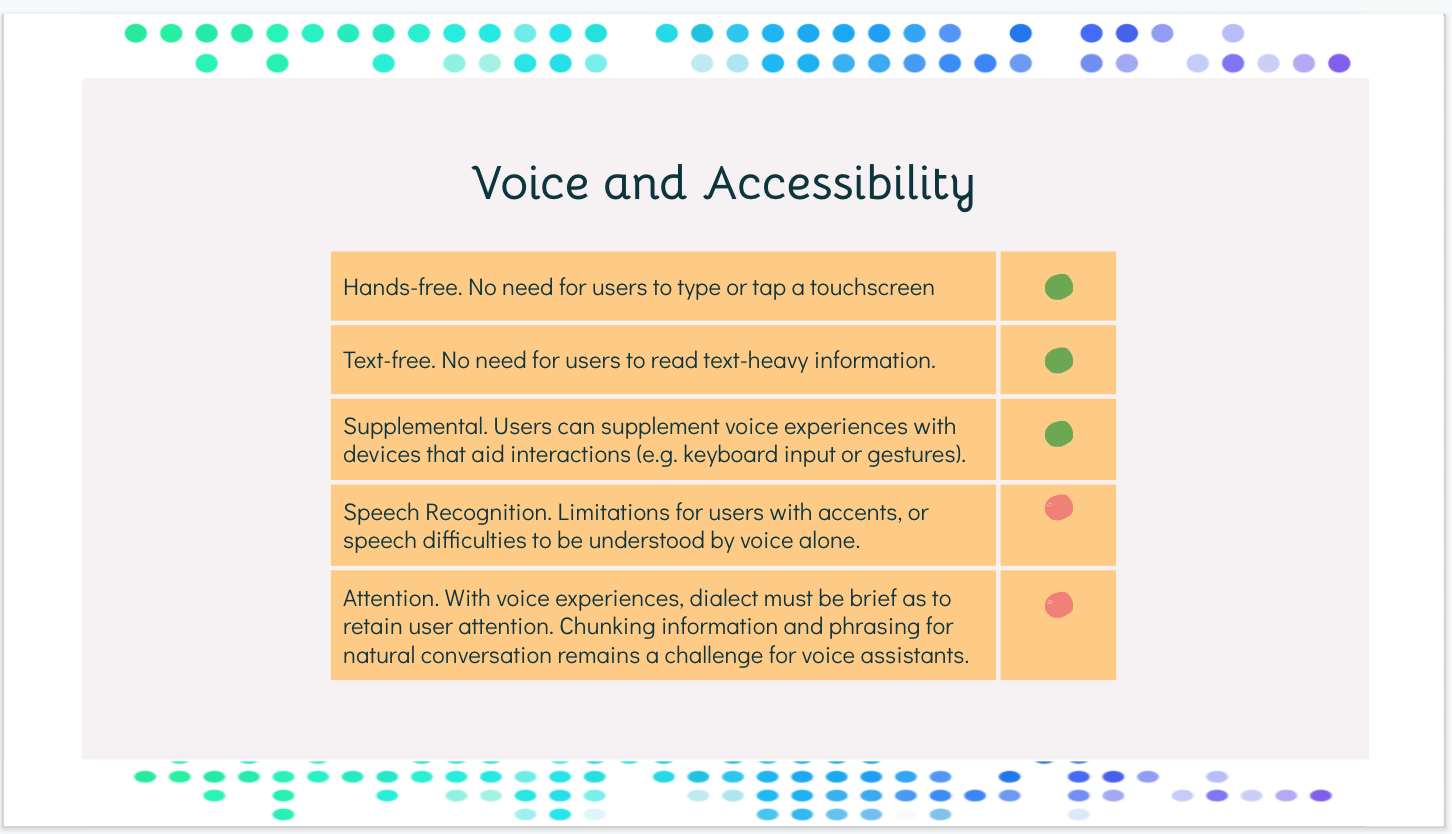 Voice and Accessibility
Hands-free. No need for users to type or tap a touchscreen
Text-free. No need for users to read text-heavy information.
Supplemental. Users can supplement voice experiences with
devices that aid interactions (e.g. keyboard input or gestures).
Speech Recognition. Limitations for users with accents, or
speech difficulties to be understood by voice alone.
Attention. With voice experiences, dialect must be brief as to
retain user attention. Chunking information and phrasing for
natural conversation remains a challenge for voice assistants.